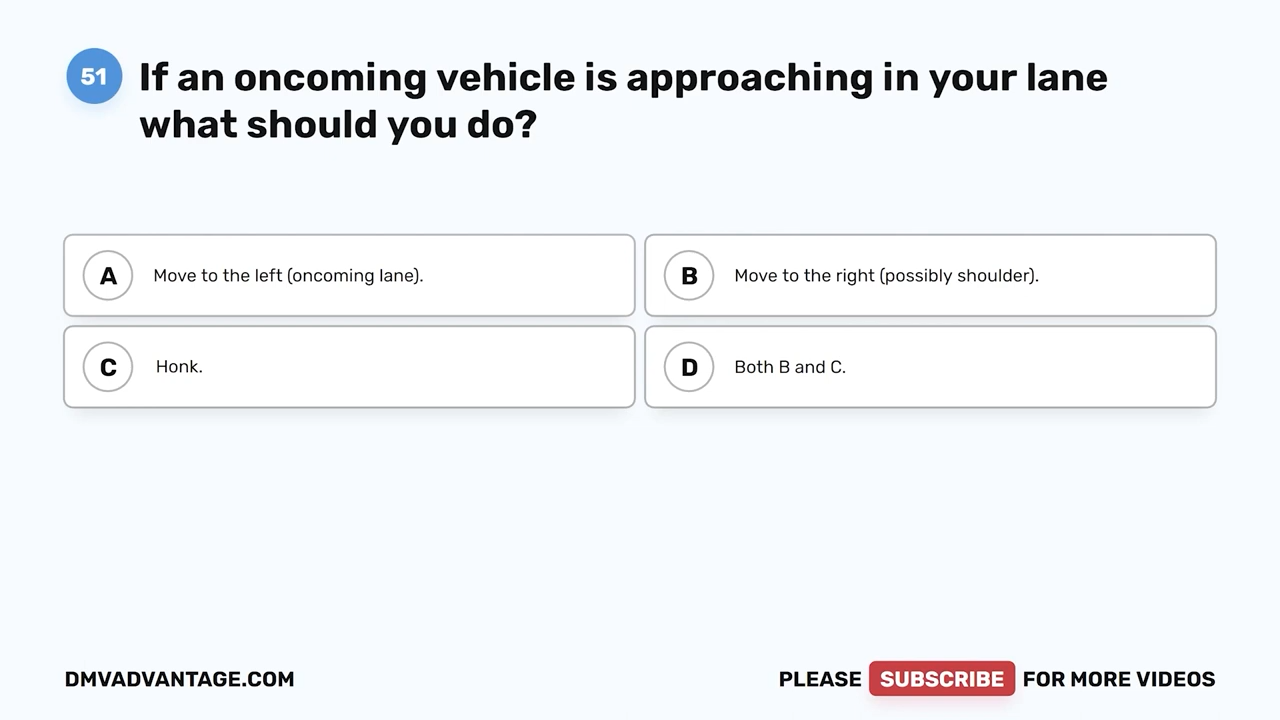 51
If an oncoming vehicle is approaching in your lane
what should you do?
A Move to the left (oncoming lane).
B Move to the right (possibly shoulder).
C Honk.
D Both B and C.
DMVADVANTAGE.COM
PLEASE SUBSCRIBE FOR MORE VIDEOS